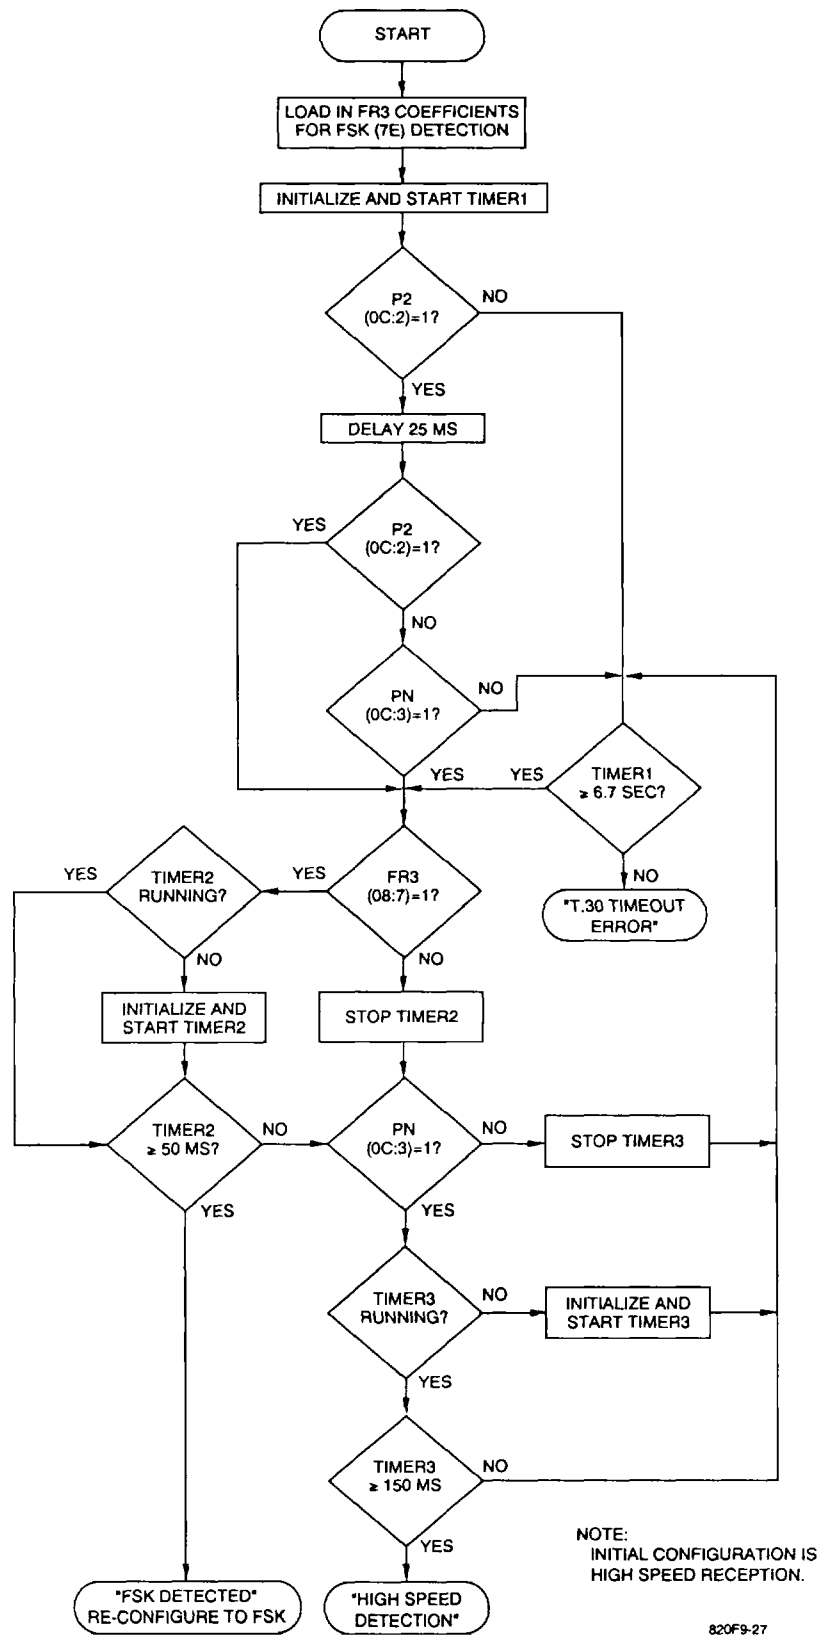 START
LOAD IN FR3 COEFFICIENTS
FOR FSK (7E) DETECTION
INITIALIZE AND START TIMER1
P2
(0C:2)=1?
NO
YES
DELAY 25 MS
P2
(0C:2)=1?
YES
NO
PN
(0C:3)=1?
NO
YES
YES
TIMER1
≥ 6.7 SEC?
NO
"T.30 TIMEOUT
ERROR"
FR3
(08:7)=1?
YES
NO
TIMER2
RUNNING?
YES
NO
INITIALIZE AND
START TIMER2
STOP TIMER2
TIMER2
≥ 50 MS?
NO
YES
PN
(0C:3)=1?
NO
YES
STOP TIMER3
TIMER3
RUNNING?
NO
YES
INITIALIZE AND
START TIMER3
TIMER3
≥ 150 MS
NO
YES
"FSK DETECTED"
RE-CONFIGURE TO FSK
"HIGH SPEED
DETECTION"
NOTE:
INITIAL CONFIGURATION IS
HIGH SPEED RECEPTION.
820F9-27